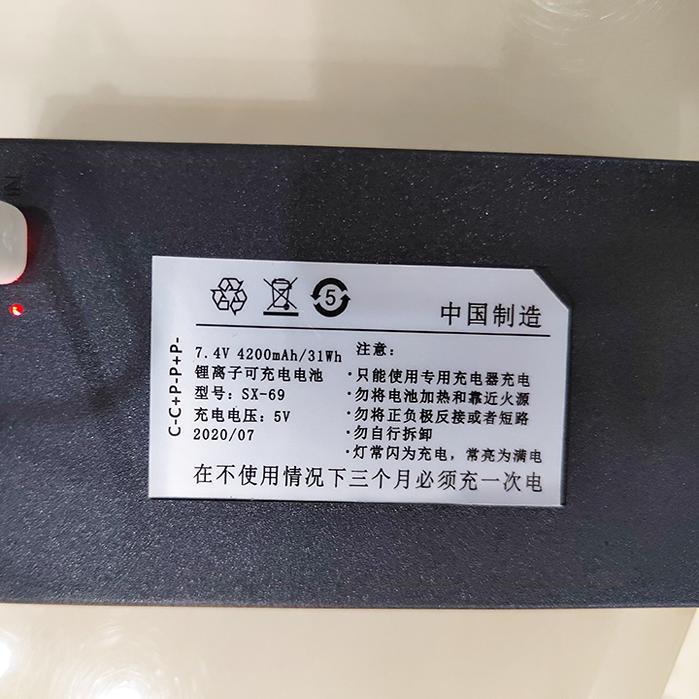 5
中国制造
C-C+P-P+P-
7.4V 4200mAh/31Wh
锂离子可充电电池
型号: SX-69
充电电压: 5V
2020/07
注意:
·只能使用专用充电器充电
·勿将电池加热和靠近火源
·勿将正负极反接或者短路
·勿自行拆卸
·灯常闪为充电，常亮为满电
在不使用情况下三个月必须充一次电